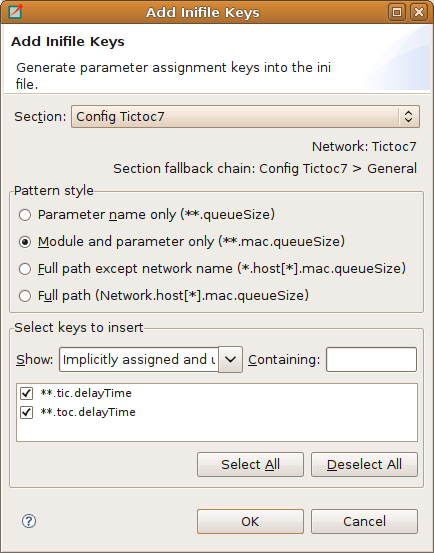 Add Inifile Keys
Add Inifile Keys
Generate parameter assignment keys into the ini
file.
Section: Config Tictoc7
Network: Tictoc7
Section fallback chain: Config Tictoc7 > General
Pattern style
Parameter name only (**.queueSize)
Module and parameter only (**.mac.queueSize)
Full path except network name (*.host[*].mac.queueSize)
Full path (Network.host[*].mac.queueSize)
Select keys to insert
Show: Implicitly assigned and u Containing:
**.tic.delayTime
**.toc.delayTime
Select All Deselect All
? OK Cancel